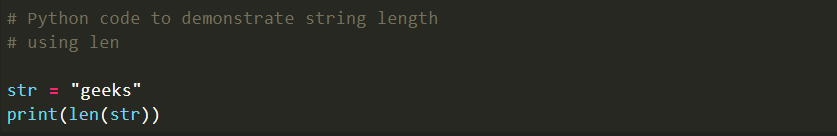 # Python code to demonstrate string length
# using len
str = "geeks"
print(len(str))